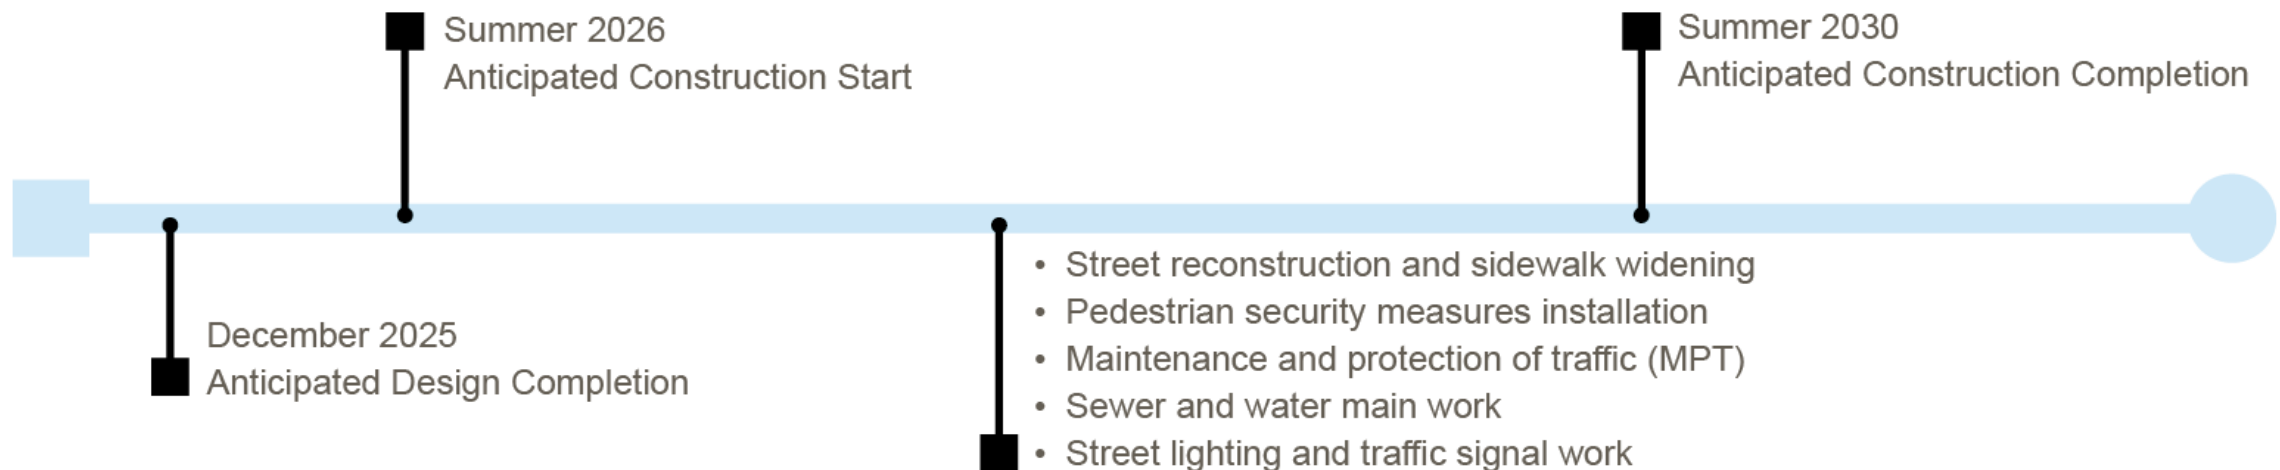 Summer 2026
Anticipated Construction Start
Summer 2030
Anticipated Construction Completion
December 2025
Anticipated Design Completion
• Street reconstruction and sidewalk widening
• Pedestrian security measures installation
• Maintenance and protection of traffic (MPT)
• Sewer and water main work
• Street lighting and traffic signal work